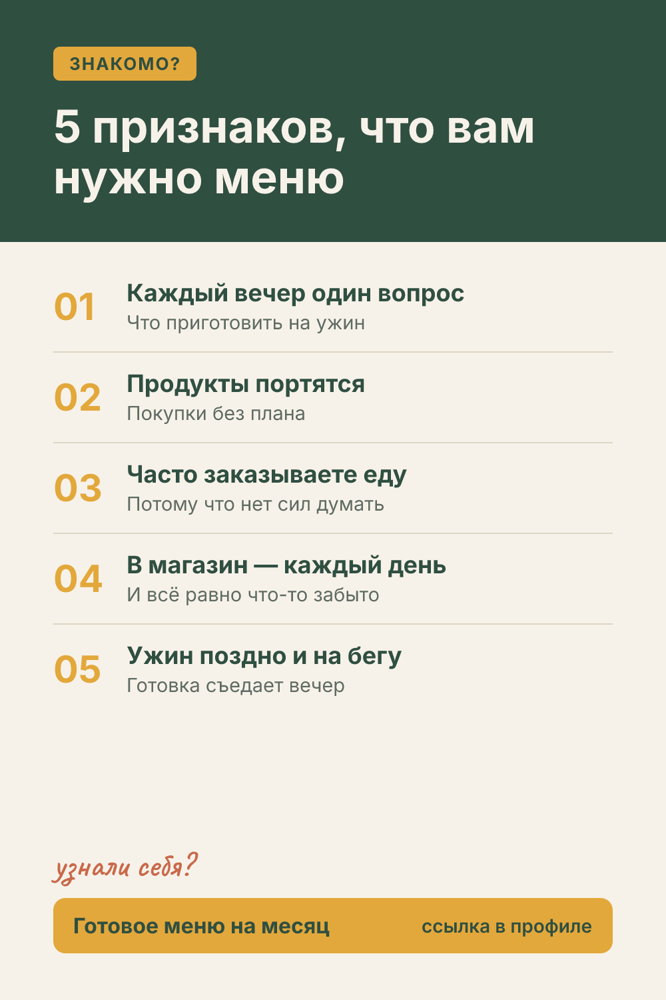 ЗНАКОМО?
5 признаков, что вам
нужно меню
01
Каждый вечер один вопрос
Что приготовить на ужин
02
Продукты портятся
Покупки без плана
03
Часто заказываете еду
Потому что нет сил думать
04
В магазин — каждый день
И всё равно что-то забыто
05
Ужин поздно и на бегу
Готовка съедает вечер
узнали себя?
Готовое меню на месяц ссылка в профиле